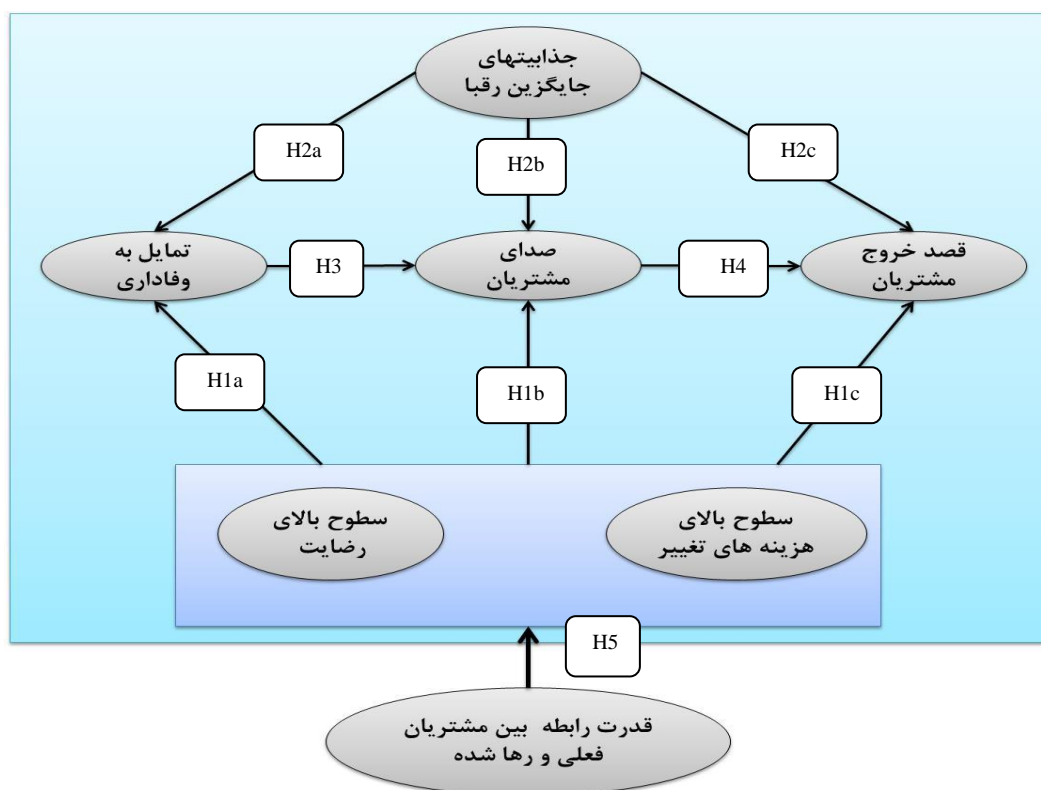 جذابیتهای
جایگزین رقبا
H2a
H2b
H2c
تمایل به
وفاداری
H3
صدای
مشتریان
H4
قصد خروج
مشتریان
H1a
H1b
H1c
سطوح بالای
رضایت
سطوح بالای
هزینه های تغییر
H5
قدرت رابطه بین مشتریان
فعلی و رها شده